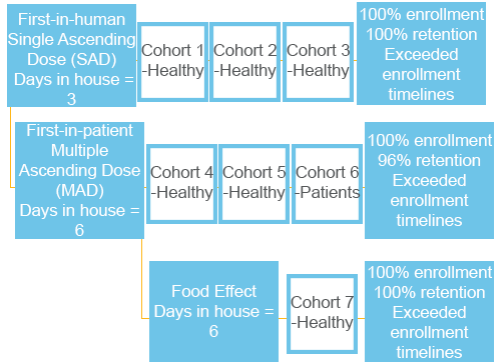 First-in-human
Single Ascending
Dose (SAD)
Days in house =
3
Cohort 1
-Healthy
Cohort 2
-Healthy
Cohort 3
-Healthy
100% enrollment
100% retention
Exceeded
enrollment
timelines
First-in-patient
Multiple
Ascending Dose
(MAD)
Days in house =
6
Cohort 4
-Healthy
Cohort 5
-Healthy
Cohort 6
-Patients
100% enrollment
96% retention
Exceeded
enrollment
timelines
Food Effect
Days in house =
6
Cohort 7
-Healthy
100% enrollment
100% retention
Exceeded
enrollment
timelines